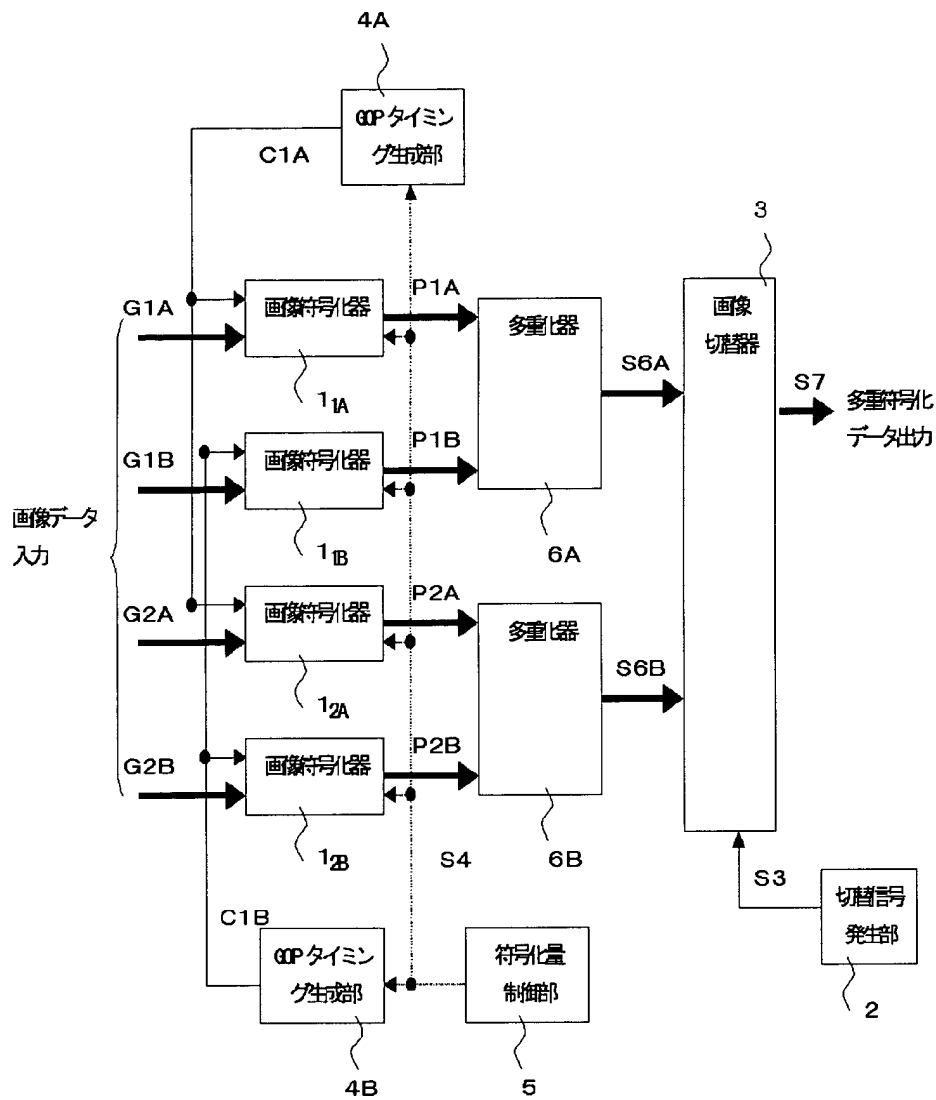 4A
GOPタイミン
グ生成部
C1A
3
G1A
画像符号化器
P1A
多重化器
画像
切替器
1₁A
S6A
S7
多重符号化
データ出力
G1B
画像符号化器
P1B
画像データ
入力
1₁B
6A
G2A
画像符号化器
P2A
多重化器
1₂A
S6B
G2B
画像符号化器
P2B
1₂B
S4
6B
S3
切替信号
発生部
C1B
GOPタイミン
グ生成部
符号化量
制御部
2
4B
5